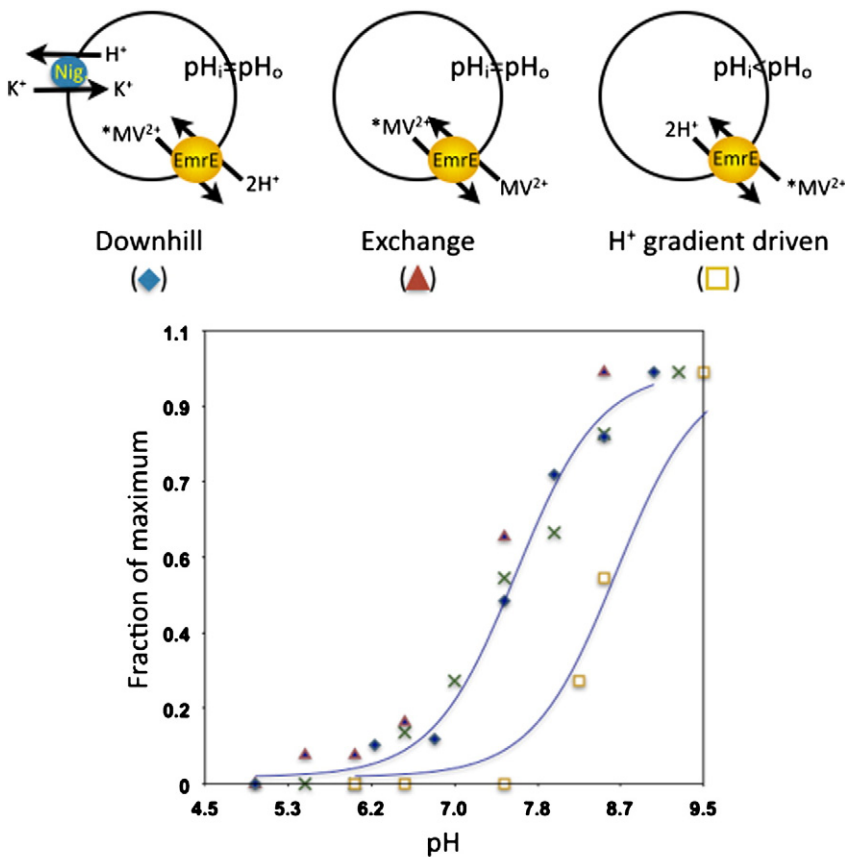 H⁺
Nig
K⁺ K⁺
pHᵢ=pHₒ
*MV²⁺
EmrE
2H⁺
Downhill
(◆)
pHᵢ=pHₒ
*MV²⁺
EmrE
MV²⁺
Exchange
(▲)
pHᵢ<pHₒ
2H⁺
EmrE
*MV²⁺
H⁺ gradient driven
(□)
Fraction of maximum
1.1
0.9
0.7
0.6
0.4
0.2
0
4.5 5.3 6.2 7.0 7.8 8.7 9.5
pH